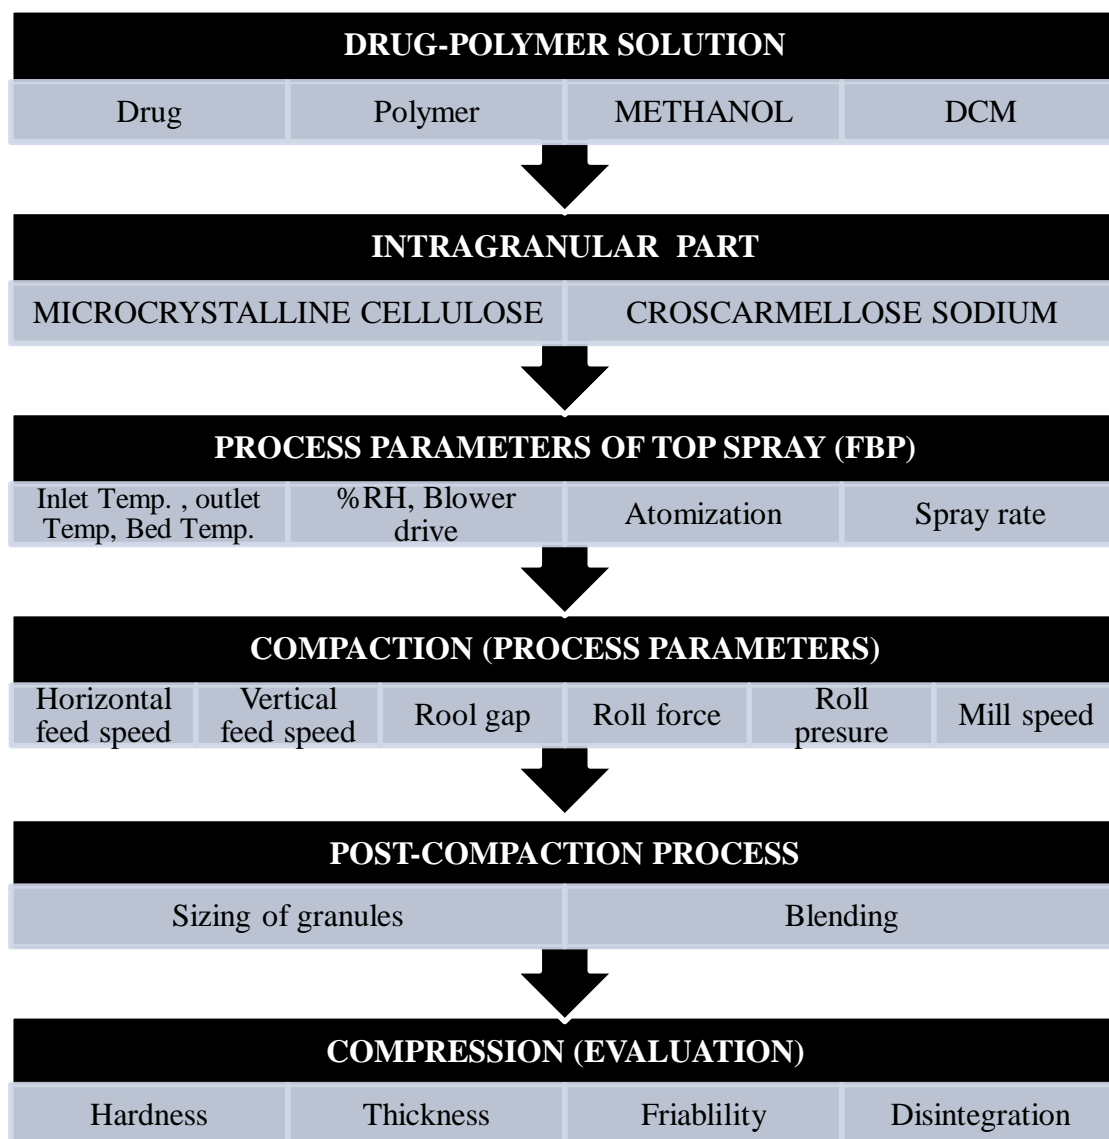 DRUG-POLYMER SOLUTION
Drug
Polymer
METHANOL
DCM
INTRAGRANULAR PART
MICROCRYSTALLINE CELLULOSE
CROSCARMELLOSE SODIUM
PROCESS PARAMETERS OF TOP SPRAY (FBP)
Inlet Temp. , outlet
Temp, Bed Temp.
%RH, Blower
drive
Atomization
Spray rate
COMPACTION (PROCESS PARAMETERS)
Horizontal
feed speed
Vertical
feed speed
Rool gap
Roll force
Roll
presure
Mill speed
POST-COMPACTION PROCESS
Sizing of granules
Blending
COMPRESSION (EVALUATION)
Hardness
Thickness
Friablility
Disintegration